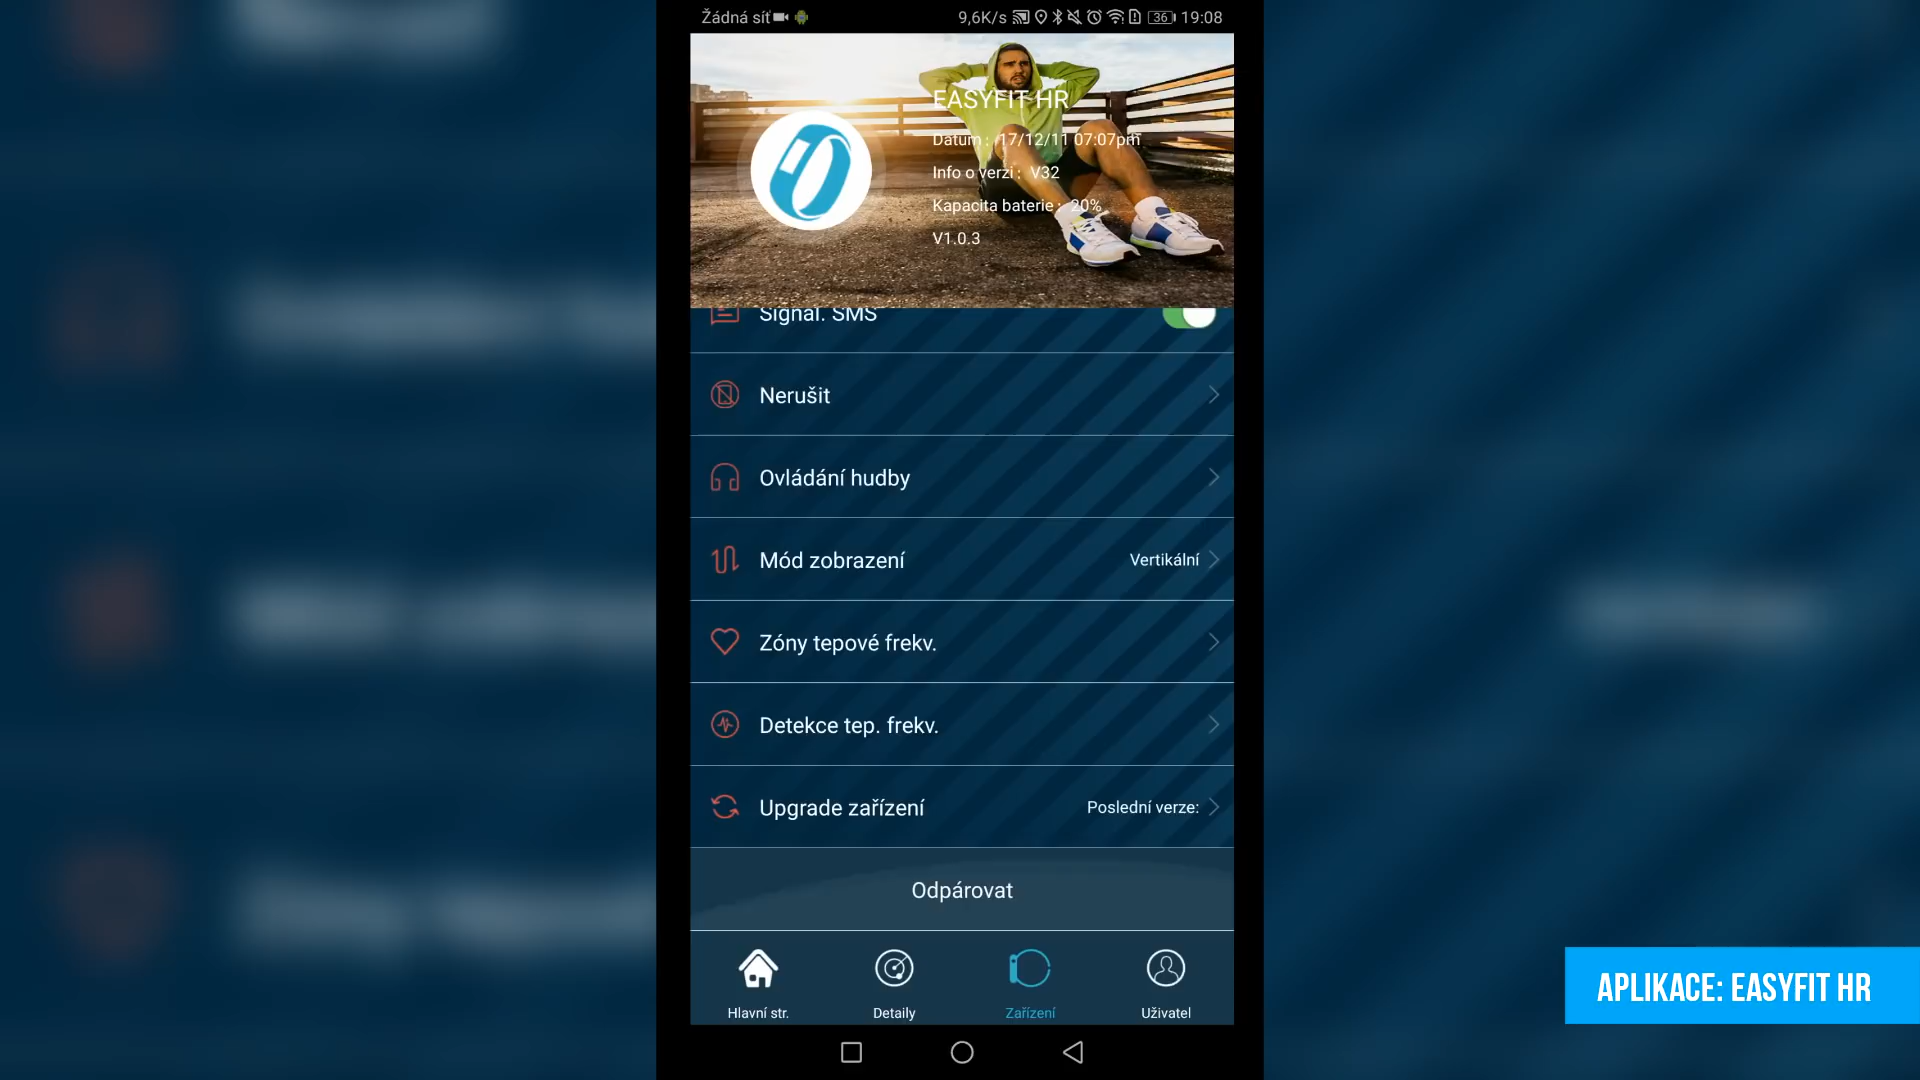 Žádná síť
9,6K/s 36 19:08
EASYFIT HR
Datum : 17/12/11 07:07pm
Info o verzi : V32
Kapacita baterie : 20%
V1.0.3
Signál. SMS
Nerušit
Ovládání hudby
Mód zobrazení Vertikální
Zóny tepové frekv.
Detekce tep. frekv.
Upgrade zařízení Poslední verze:
Odpárovat
Hlavní str. Detaily Zařízení Uživatel
APLIKACE: EASYFIT HR